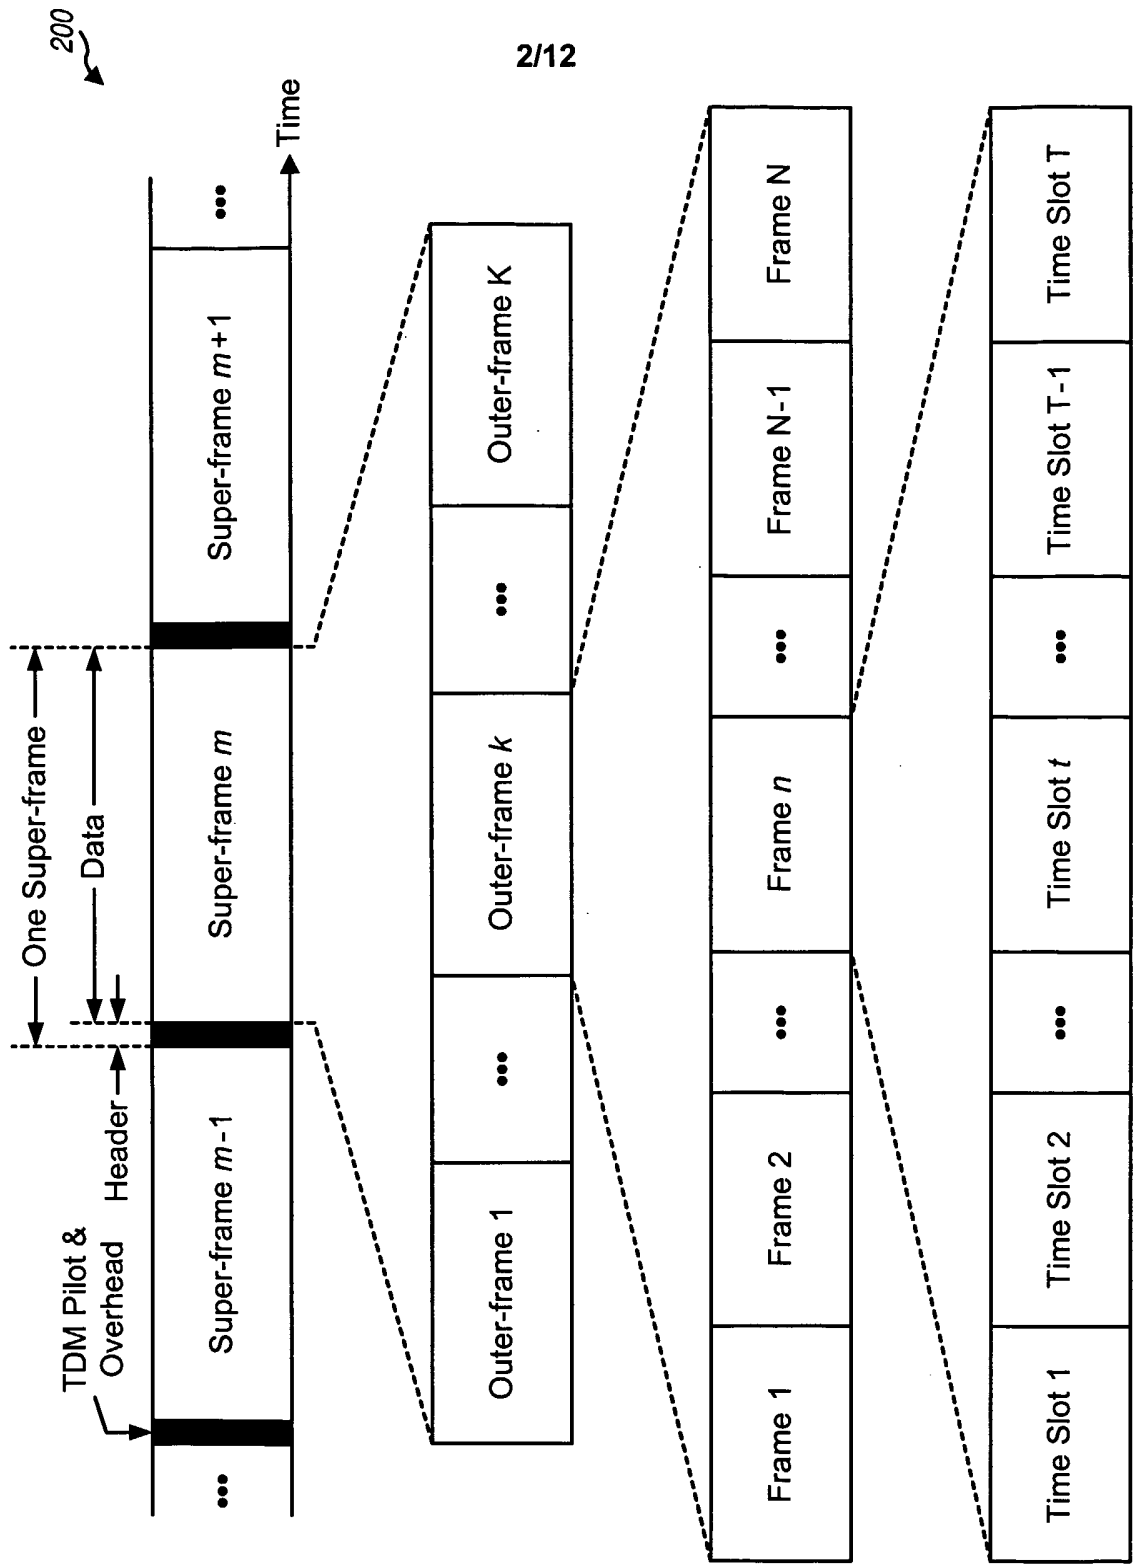 2/12
200
One Super-frame
Data
Header
TDM Pilot &
Overhead
••• Super-frame m-1 Super-frame m Super-frame m+1 •••
Time
Outer-frame 1 ••• Outer-frame k ••• Outer-frame K
Frame 1 Frame 2 ••• Frame n ••• Frame N-1 Frame N
Time Slot 1 Time Slot 2 ••• Time Slot t ••• Time Slot T-1 Time Slot T